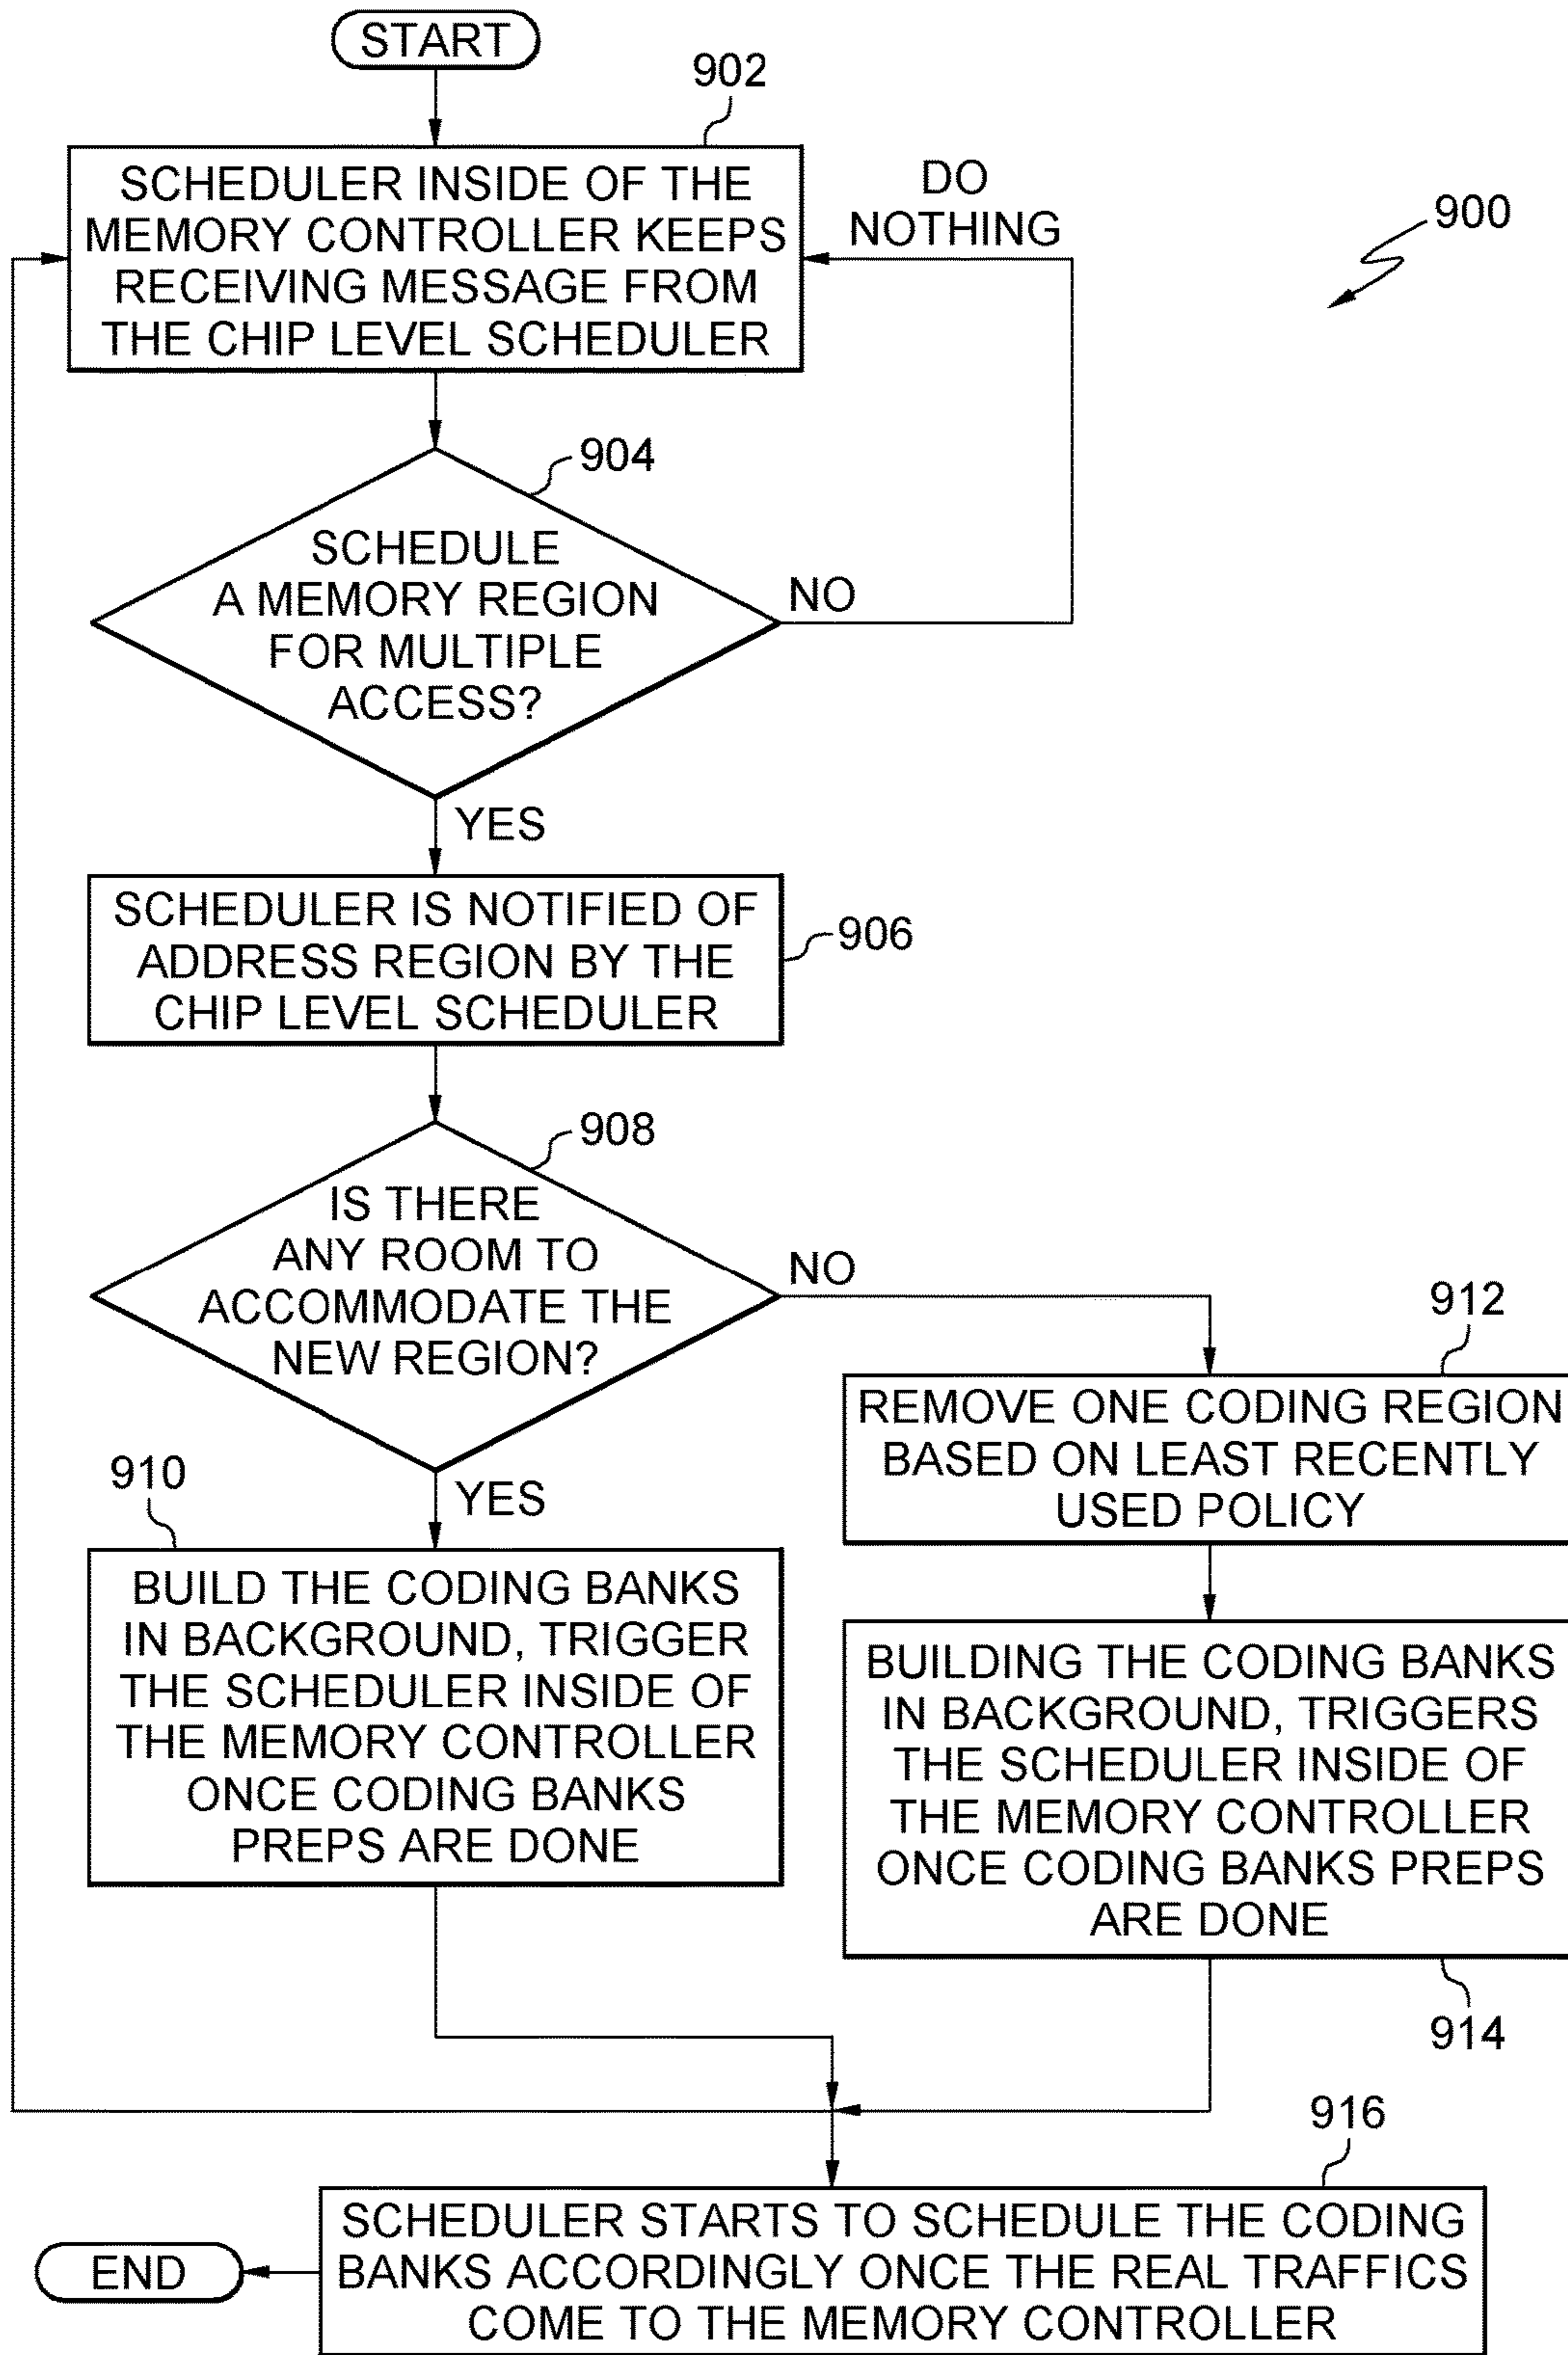 START
902
SCHEDULER INSIDE OF THE
MEMORY CONTROLLER KEEPS
RECEIVING MESSAGE FROM
THE CHIP LEVEL SCHEDULER
DO
NOTHING
900
904
SCHEDULE
A MEMORY REGION
FOR MULTIPLE
ACCESS?
NO
YES
SCHEDULER IS NOTIFIED OF
ADDRESS REGION BY THE
CHIP LEVEL SCHEDULER
906
908
IS THERE
ANY ROOM TO
ACCOMMODATE THE
NEW REGION?
NO
YES
912
REMOVE ONE CODING REGION
BASED ON LEAST RECENTLY
USED POLICY
910
BUILD THE CODING BANKS
IN BACKGROUND, TRIGGER
THE SCHEDULER INSIDE OF
THE MEMORY CONTROLLER
ONCE CODING BANKS
PREPS ARE DONE
BUILDING THE CODING BANKS
IN BACKGROUND, TRIGGERS
THE SCHEDULER INSIDE OF
THE MEMORY CONTROLLER
ONCE CODING BANKS PREPS
ARE DONE
914
916
SCHEDULER STARTS TO SCHEDULE THE CODING
BANKS ACCORDINGLY ONCE THE REAL TRAFFICS
COME TO THE MEMORY CONTROLLER
END